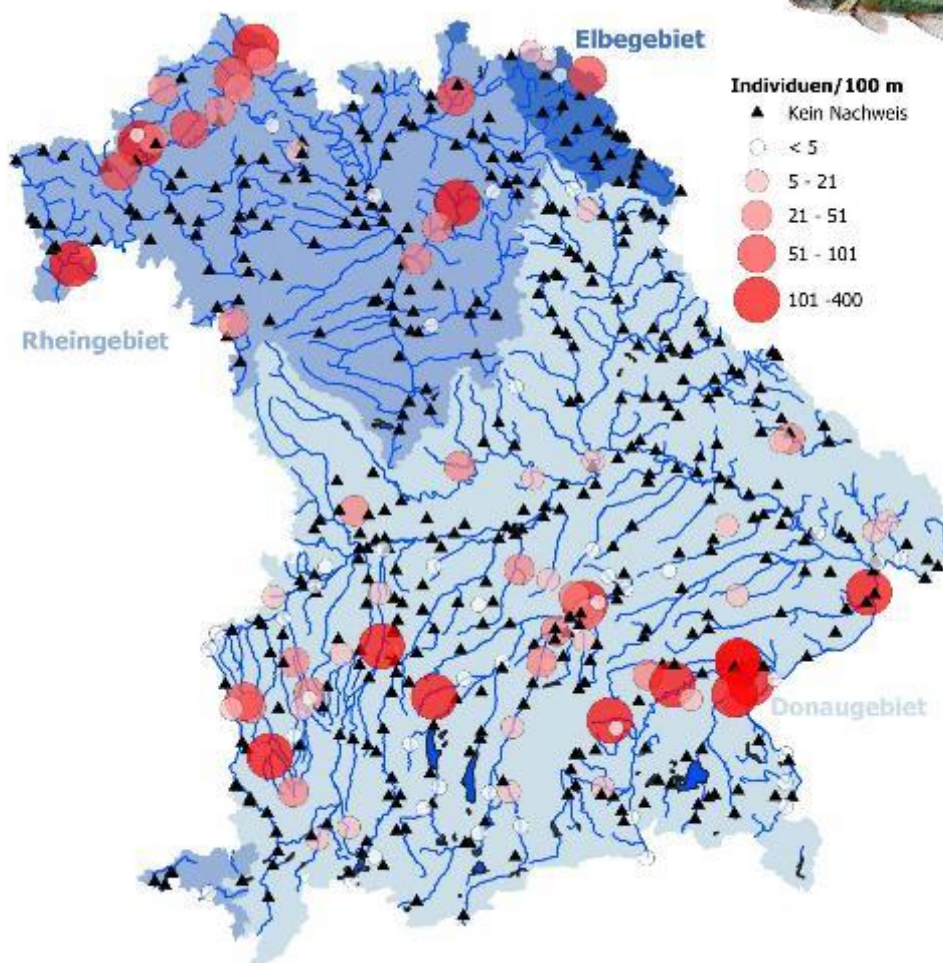 Elbegebiet
Individuen/100 m
Kein Nachweis
< 5
5 - 21
21 - 51
51 - 101
101 -400
Rheingebiet
Donaugebiet